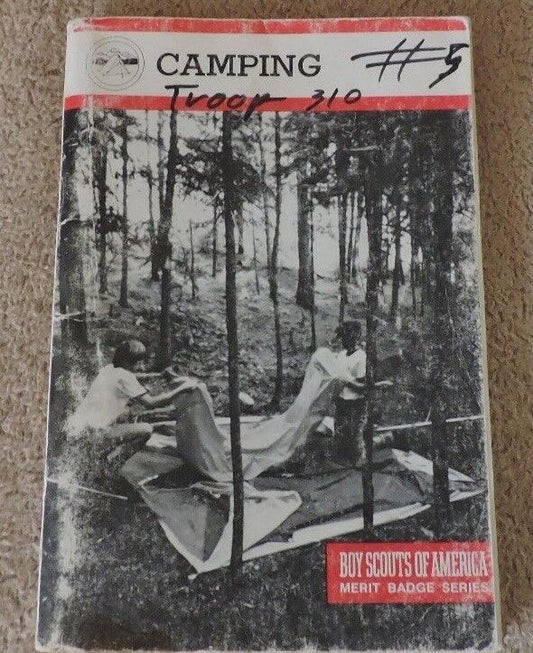 CAMPING #5
Troop 310
BOY SCOUTS OF AMERICA
MERIT BADGE SERIES